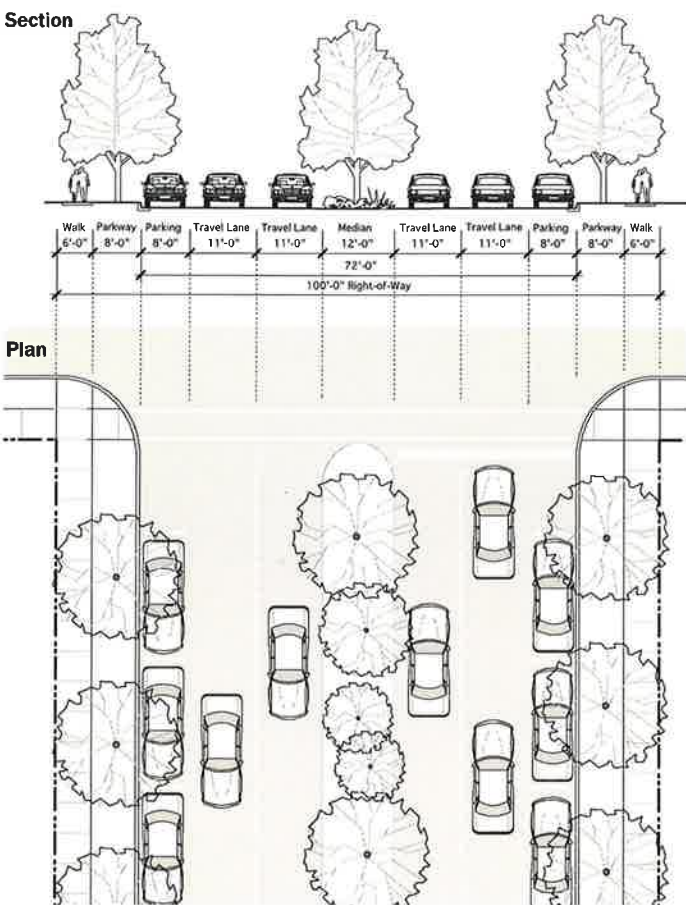 Section
Walk Parkway Parking Travel Lane Travel Lane Median Travel Lane Travel Lane Parking Parkway Walk
6'-0" 8'-0" 8'-0" 11'-0" 11'-0" 12'-0" 11'-0" 11'-0" 8'-0" 8'-0" 6'-0"
72'-0"
100'-0" Right-of-Way
Plan